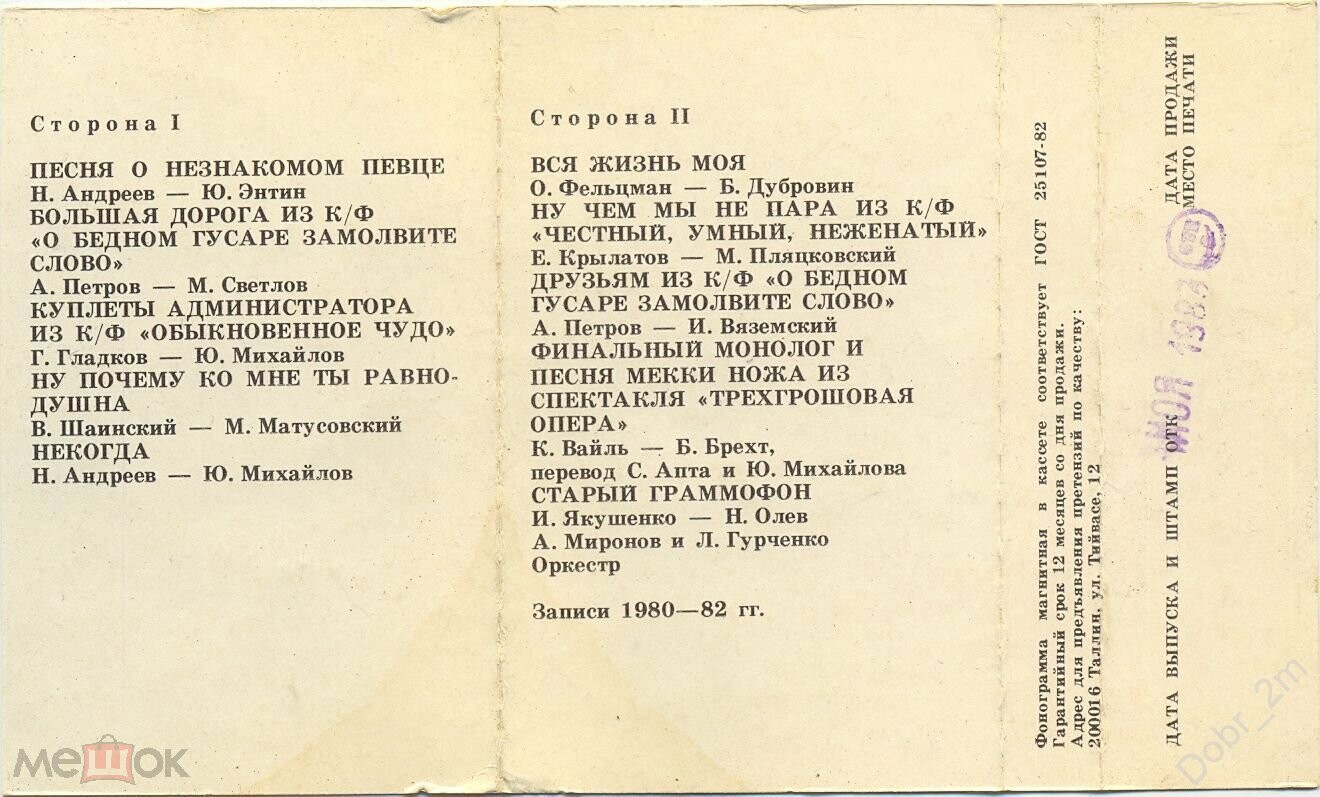 Сторона I
ПЕСНЯ О НЕЗНАКОМОМ ПЕВЦЕ
Н. Андреев — Ю. Энтин
БОЛЬШАЯ ДОРОГА ИЗ К/Ф
«О БЕДНОМ ГУСАРЕ ЗАМОЛВИТЕ
СЛОВО»
А. Петров — М. Светлов
КУПЛЕТЫ АДМИНИСТРАТОРА
ИЗ К/Ф «ОБЫКНОВЕННОЕ ЧУДО»
Г. Гладков — Ю. Михайлов
НУ ПОЧЕМУ КО МНЕ ТЫ РАВНО-
ДУШНА
В. Шаинский — М. Матусовский
НЕКОГДА
Н. Андреев — Ю. Михайлов
Сторона II
ВСЯ ЖИЗНЬ МОЯ
О. Фельцман — Б. Дубровин
НУ ЧЕМ МЫ НЕ ПАРА ИЗ К/Ф
«ЧЕСТНЫЙ, УМНЫЙ, НЕЖЕНАТЫЙ»
Е. Крылатов — М. Пляцковский
ДРУЗЬЯМ ИЗ К/Ф «О БЕДНОМ
ГУСАРЕ ЗАМОЛВИТЕ СЛОВО»
А. Петров — И. Вяземский
ФИНАЛЬНЫЙ МОНОЛОГ И
ПЕСНЯ МЕККИ НОЖА ИЗ
СПЕКТАКЛЯ «ТРЕХГРОШОВАЯ
ОПЕРА»
К. Вайль — Б. Брехт,
перевод С. Апта и Ю. Михайлова
СТАРЫЙ ГРАММОФОН
И. Якушенко — Н. Олев
А. Миронов и Л. Гурченко
Оркестр
Записи 1980—82 гг.
Фонограмма магнитная в кассете соответствует ГОСТ 25107-82
Гарантийный срок 12 месяцев со дня продажи.
Адрес для предъявления претензий по качеству:
200016 Таллин, ул. Тийвасе, 12
ДАТА ВЫПУСКА И ШТАМП ОТК
ДАТА ПРОДАЖИ
МЕСТО ПЕЧАТИ
мешок
Dobr_2m